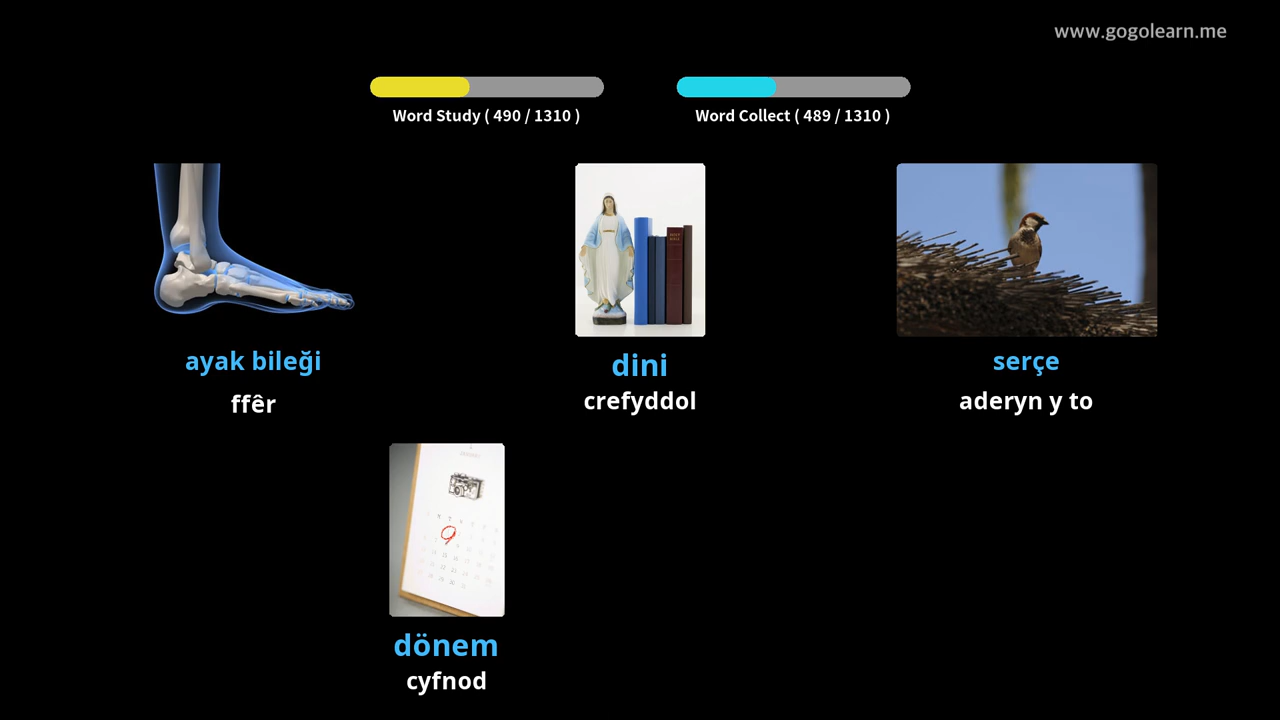 www.gogolearn.me
Word Study ( 490 / 1310 )
Word Collect ( 489 / 1310 )
ayak bileği
ffêr
dini
crefyddol
serçe
aderyn y to
dönem
cyfnod